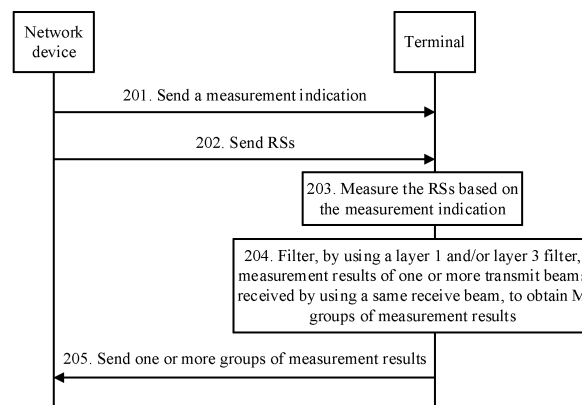 Network
device
Terminal
201. Send a measurement indication
202. Send RSs
203. Measure the RSs based on
the measurement indication
204. Filter, by using a layer 1 and/or layer 3 filter,
measurement results of one or more transmit beams
received by using a same receive beam, to obtain M
groups of measurement results
205. Send one or more groups of measurement results